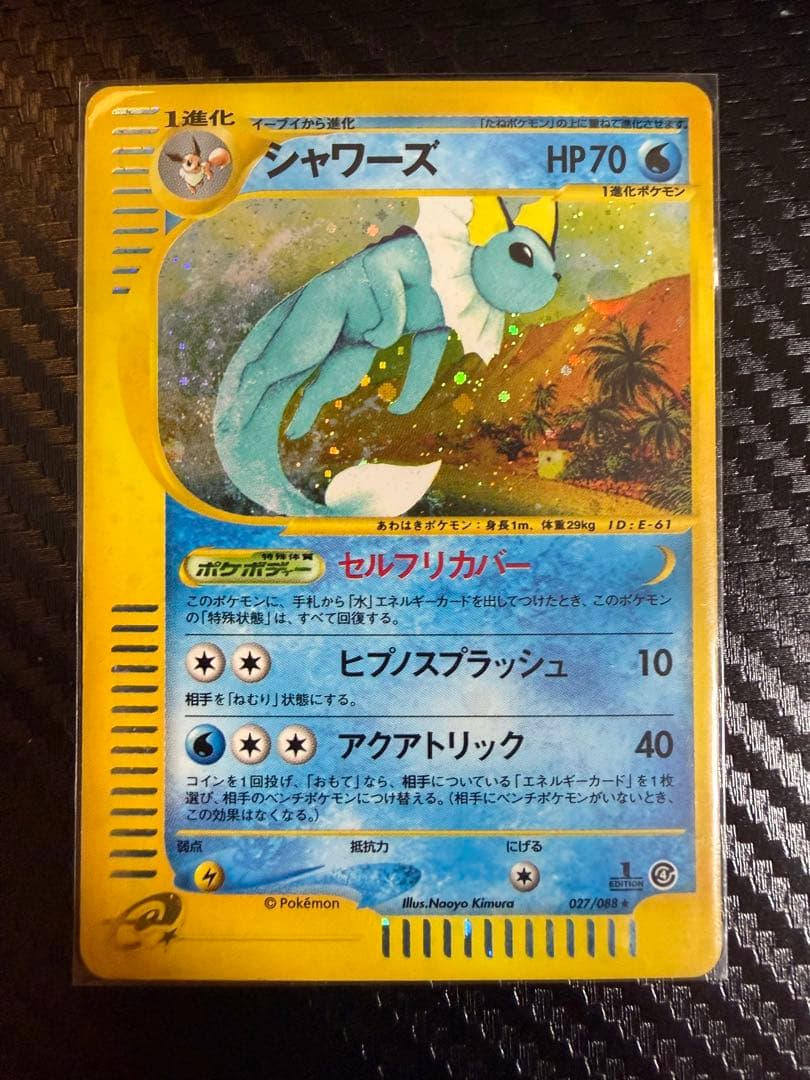 1進化
イーブイから進化
「たねポケモン」の上に重ねて進化させます。
シャワーズ
HP70
1進化ポケモン
あわはきポケモン：身長1m、体重29kg ID:E-61
特殊体質
ポケボディー
セルフリカバー
このポケモンに、手札から「水」エネルギーカードを出してつけたとき、このポケモン
の「特殊状態」は、すべて回復する。
ヒプノスプラッシュ 10
相手を「ねむり」状態にする。
アクアトリック 40
コインを1回投げ、「おもて」なら、相手についている「エネルギーカード」を1枚
選び、相手のベンチポケモンにつけ替える。（相手にベンチポケモンがいないとき、
この効果はなくなる。）
弱点 抵抗力 にげる
1
EDITION
4
© Pokémon Illus.Naoyo Kimura 027/088★
e